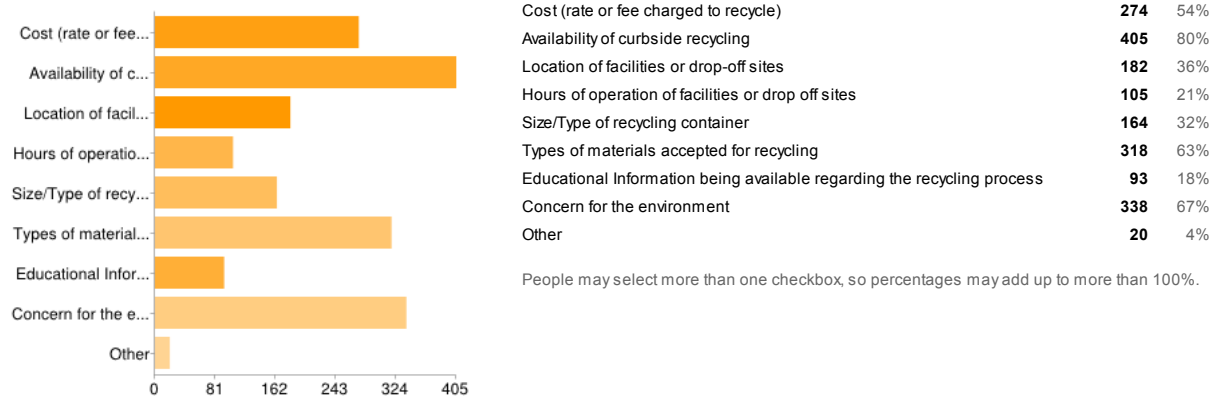 Cost (rate or fee...
Availability of c...
Location of facil...
Hours of operatio...
Size/Type of recy...
Types of material...
Educational Infor...
Concern for the e...
Other
0 81 162 243 324 405
Cost (rate or fee charged to recycle) 274 54%
Availability of curbside recycling 405 80%
Location of facilities or drop-off sites 182 36%
Hours of operation of facilities or drop off sites 105 21%
Size/Type of recycling container 164 32%
Types of materials accepted for recycling 318 63%
Educational Information being available regarding the recycling process 93 18%
Concern for the environment 338 67%
Other 20 4%
People may select more than one checkbox, so percentages may add up to more than 100%.